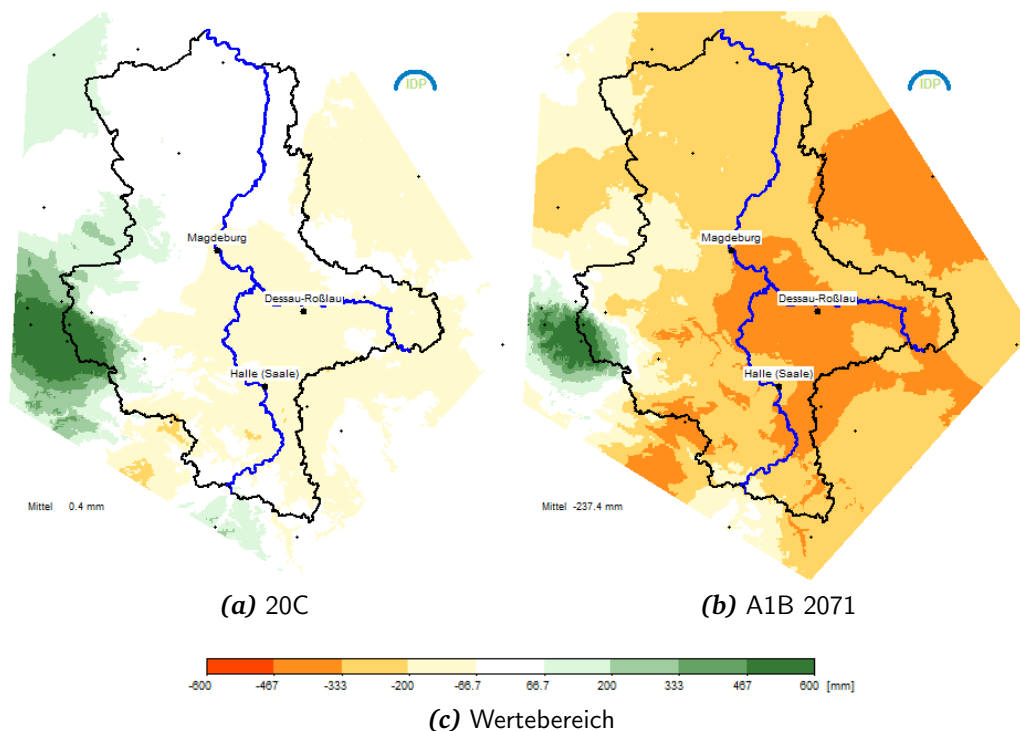 IDP
IDP
Magdeburg
Magdeburg
Dessau-Roßlau
Dessau-Roßlau
Halle (Saale)
Halle (Saale)
Mittel 0.4 mm
Mittel -237.4 mm
(a) 20C
(b) A1B 2071
-600 -467 -333 -200 -66.7 66.7 200 333 467 600 [mm]
(c) Wertebereich